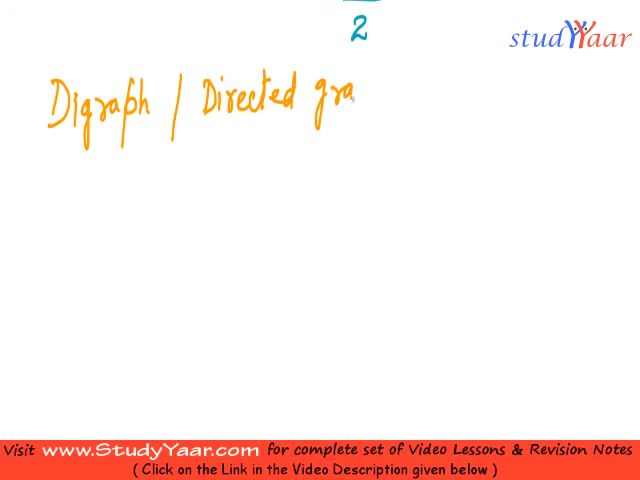 2
studYYaar
Digraph / Directed gra
Visit www.StudyYaar.com for complete set of Video Lessons & Revision Notes
( Click on the Link in the Video Description given below )